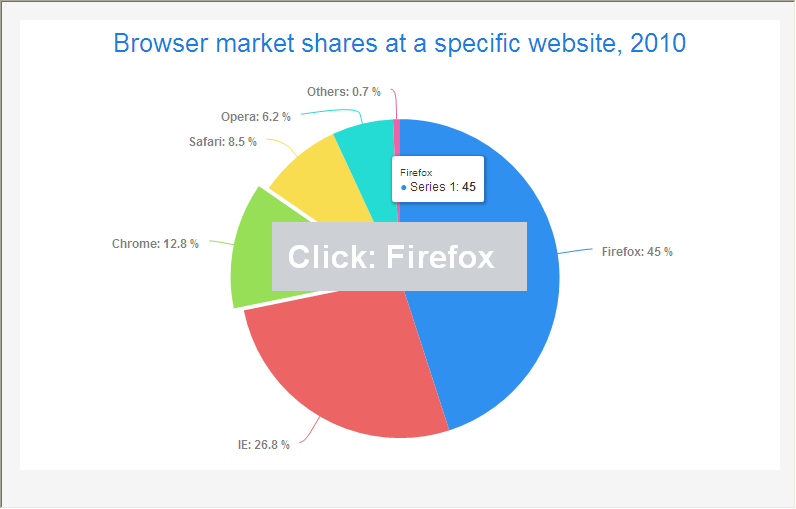 Browser market shares at a specific website, 2010
Others: 0.7 %
Opera: 6.2 %
Safari: 8.5 %
Firefox
● Series 1: 45
Chrome: 12.8 %
Click: Firefox
Firefox: 45 %
IE: 26.8 %